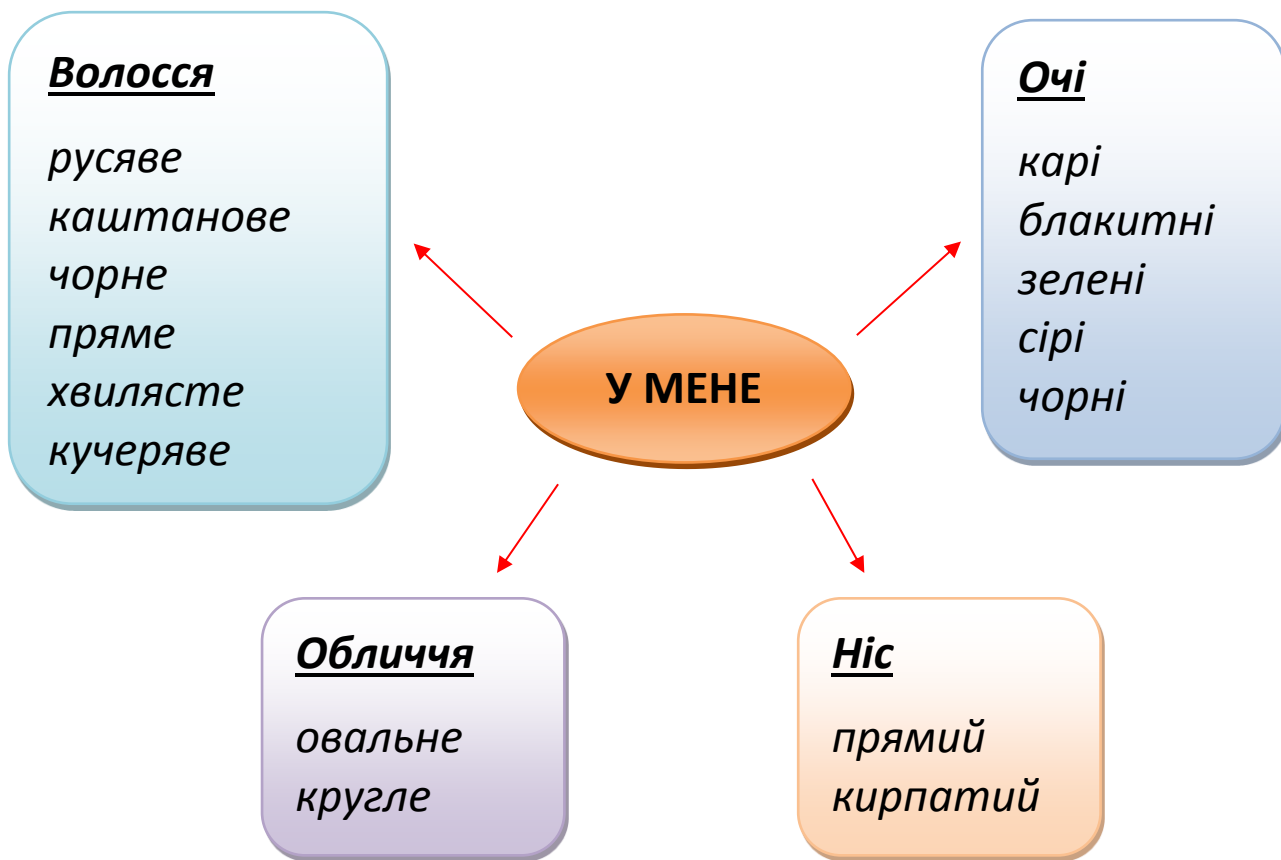 Волосся
русяве
каштанове
чорне
пряме
хвилясте
кучеряве
Очі
карі
блакитні
зелені
сірі
чорні
У МЕНЕ
Обличчя
овальне
кругле
Ніс
прямий
кирпатий